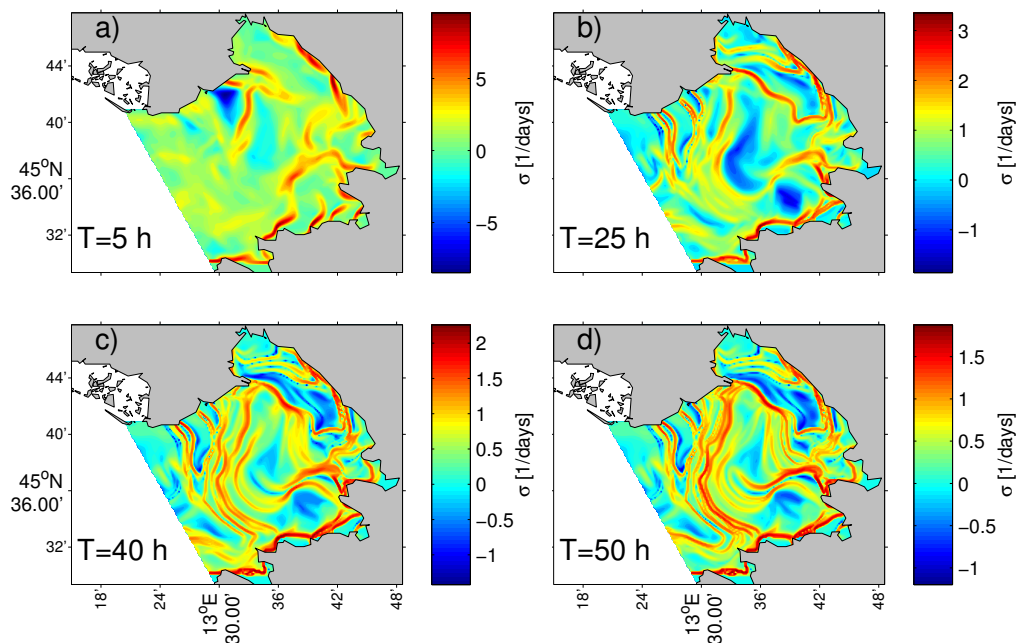 a)
T=5 h
44'
40'
45°N
36.00'
32'
5
0
−5
σ [1/days]
b)
T=25 h
3
2
1
0
−1
σ [1/days]
c)
T=40 h
44'
40'
45°N
36.00'
32'
18'
24'
13°E
30.00'
36'
42'
48'
2
1.5
1
0.5
0
−0.5
−1
σ [1/days]
d)
T=50 h
18'
24'
13°E
30.00'
36'
42'
48'
1.5
1
0.5
0
−0.5
−1
σ [1/days]